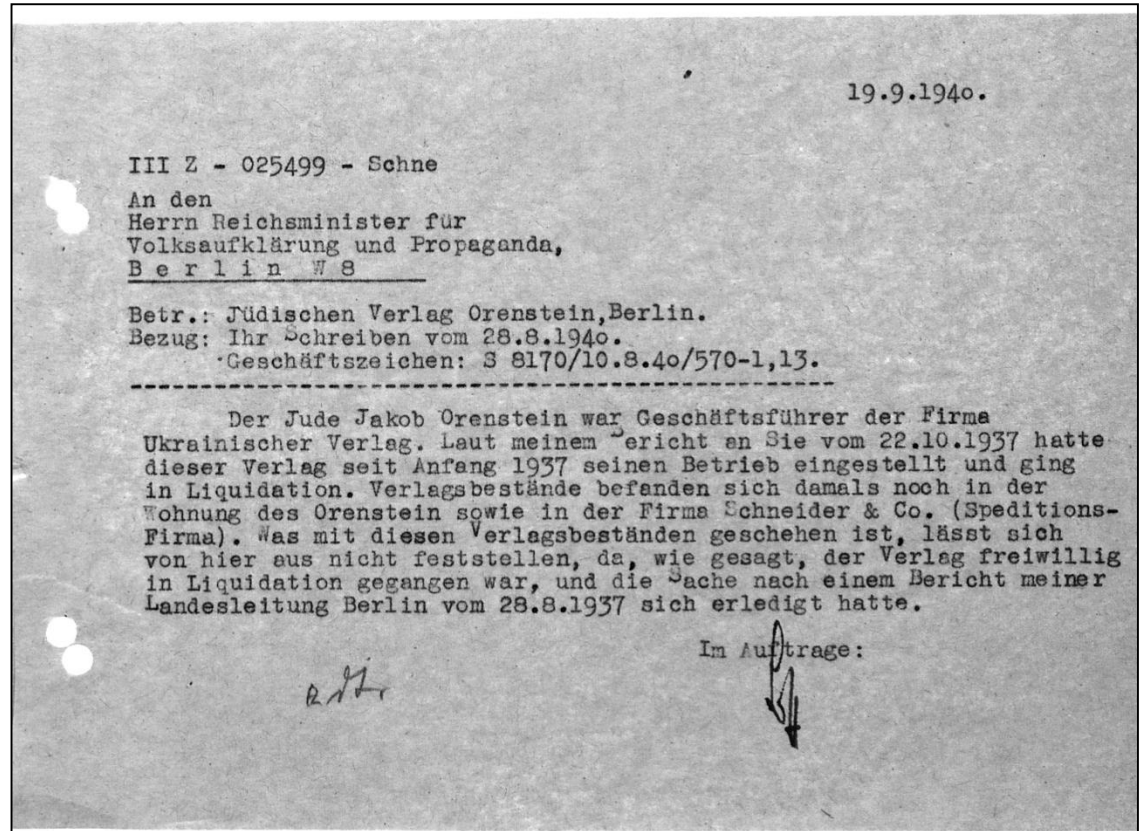 19.9.194o.
III Z - 025499 - Schne
An den
Herrn Reichsminister für
Volksaufklärung und Propaganda,
B e r l i n W 8
Betr.: Jüdischen Verlag Orenstein,Berlin.
Bezug: Ihr Schreiben vom 28.8.194o.
Geschäftszeichen: S 8170/10.8.4o/570-1,13.
Der Jude Jakob Orenstein war Geschäftsführer der Firma
Ukrainischer Verlag. Laut meinem Bericht an Sie vom 22.10.1937 hatte
dieser Verlag seit Anfang 1937 seinen Betrieb eingestellt und ging
in Liquidation. Verlagsbestände befanden sich damals noch in der
Wohnung des Orenstein sowie in der Firma Schneider & Co. (Speditions-
Firma). Was mit diesen Verlagsbeständen geschehen ist, lässt sich
von hier aus nicht feststellen, da, wie gesagt, der Verlag freiwillig
in Liquidation gegangen war, und die Sache nach einem Bericht meiner
Landesleitung Berlin vom 28.8.1937 sich erledigt hatte.
Im Auftrage: